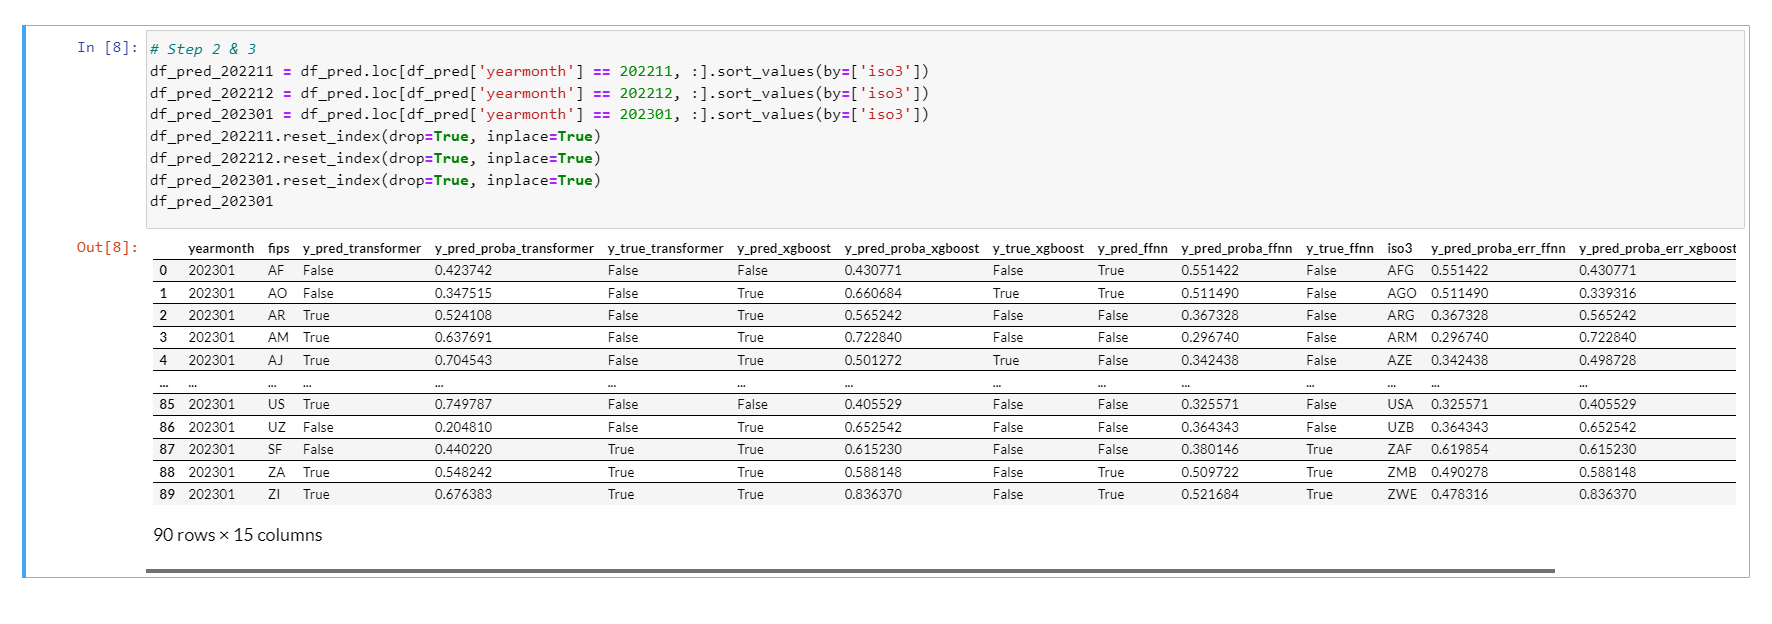 In [8]:
# Step 2 & 3
df_pred_202211 = df_pred.loc[df_pred['yearmonth'] == 202211, :].sort_values(by=['iso3'])
df_pred_202212 = df_pred.loc[df_pred['yearmonth'] == 202212, :].sort_values(by=['iso3'])
df_pred_202301 = df_pred.loc[df_pred['yearmonth'] == 202301, :].sort_values(by=['iso3'])
df_pred_202211.reset_index(drop=True, inplace=True)
df_pred_202212.reset_index(drop=True, inplace=True)
df_pred_202301.reset_index(drop=True, inplace=True)
df_pred_202301
Out[8]:
yearmonth fips y_pred_transformer y_pred_proba_transformer y_true_transformer y_pred_xgboost y_pred_proba_xgboost y_true_xgboost y_pred_ffnn y_pred_proba_ffnn y_true_ffnn iso3 y_pred_proba_err_ffnn y_pred_proba_err_xgboost
0 202301 AF False 0.423742 False False 0.430771 False True 0.551422 False AFG 0.551422 0.430771
1 202301 AO False 0.347515 False True 0.660684 True True 0.511490 False AGO 0.511490 0.339316
2 202301 AR True 0.524108 False True 0.565242 False False 0.367328 False ARG 0.367328 0.565242
3 202301 AM True 0.637691 False True 0.722840 False False 0.296740 False ARM 0.296740 0.722840
4 202301 AJ True 0.704543 False True 0.501272 True False 0.342438 False AZE 0.342438 0.498728
... ... ... ... ... ... ... ... ... ... ... ... ... ... ...
85 202301 US True 0.749787 False False 0.405529 False False 0.325571 False USA 0.325571 0.405529
86 202301 UZ False 0.204810 False True 0.652542 False False 0.364343 False UZB 0.364343 0.652542
87 202301 SF False 0.440220 True True 0.615230 False False 0.380146 True ZAF 0.619854 0.615230
88 202301 ZA True 0.548242 True True 0.588148 False True 0.509722 True ZMB 0.490278 0.588148
89 202301 ZI True 0.676383 True True 0.836370 False True 0.521684 True ZWE 0.478316 0.836370
90 rows × 15 columns